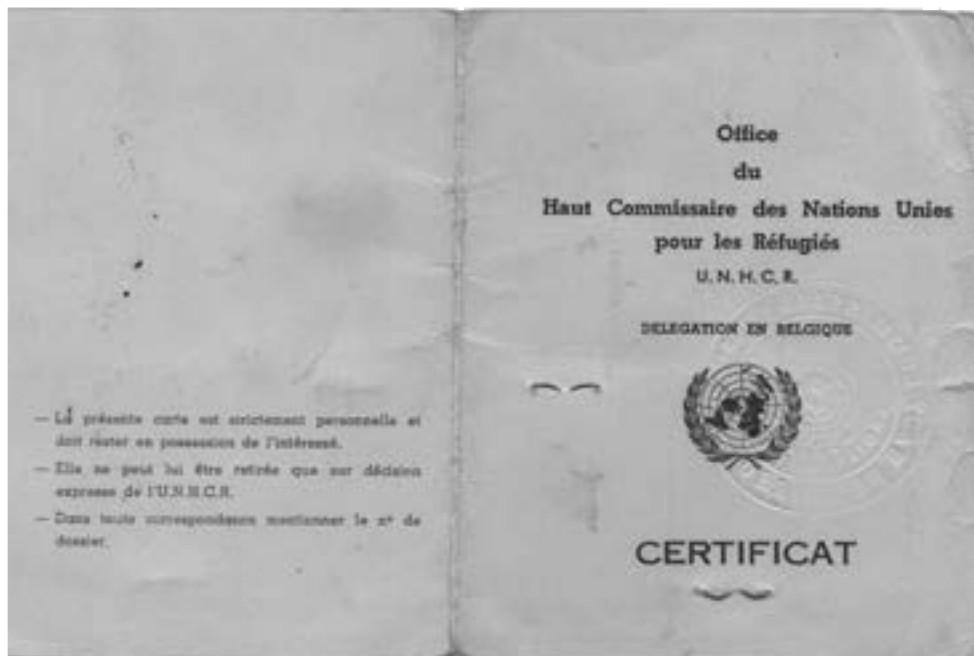 — La présente carte est strictement personnelle et
doit rester en possession de l'intéressé.
— Elle ne peut lui être retirée que sur décision
expresse de l'U.N.H.C.R.
— Dans toute correspondance mentionner le nº de
dossier.
Office
du
Haut Commissaire des Nations Unies
pour les Réfugiés
U. N. H. C. R.
DELEGATION EN BELGIQUE
CERTIFICAT